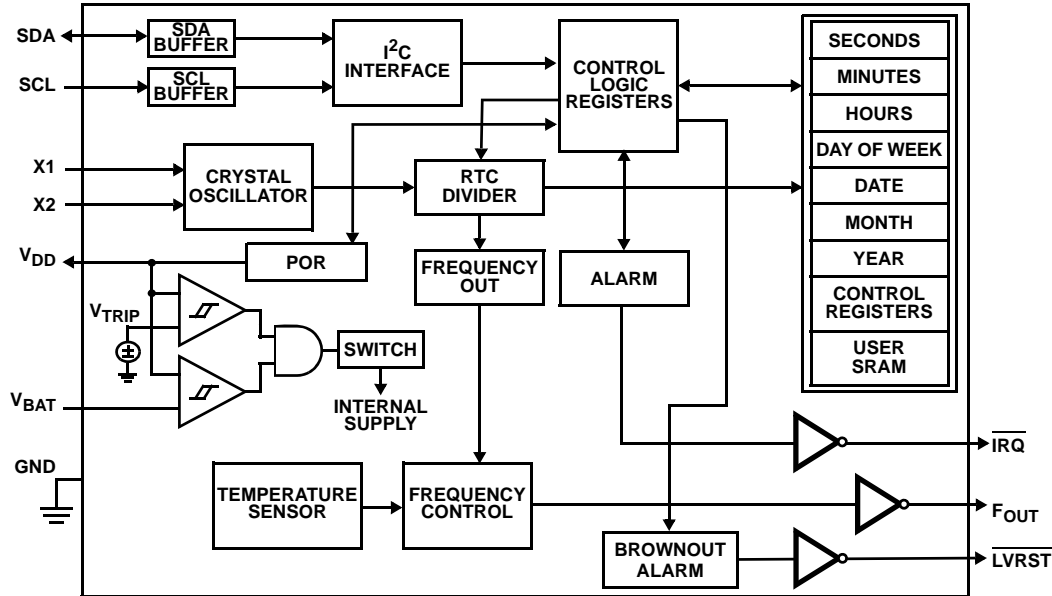 SDA
SDA
BUFFER
SCL
SCL
BUFFER
I²C
INTERFACE
CONTROL
LOGIC
REGISTERS
SECONDS
MINUTES
HOURS
DAY OF WEEK
DATE
MONTH
YEAR
CONTROL
REGISTERS
USER
SRAM
X1
X2
CRYSTAL
OSCILLATOR
RTC
DIVIDER
VDD
POR
FREQUENCY
OUT
ALARM
VTRIP
SWITCH
INTERNAL
SUPPLY
VBAT
GND
IRQ
TEMPERATURE
SENSOR
FREQUENCY
CONTROL
FOUT
BROWNOUT
ALARM
LVRST